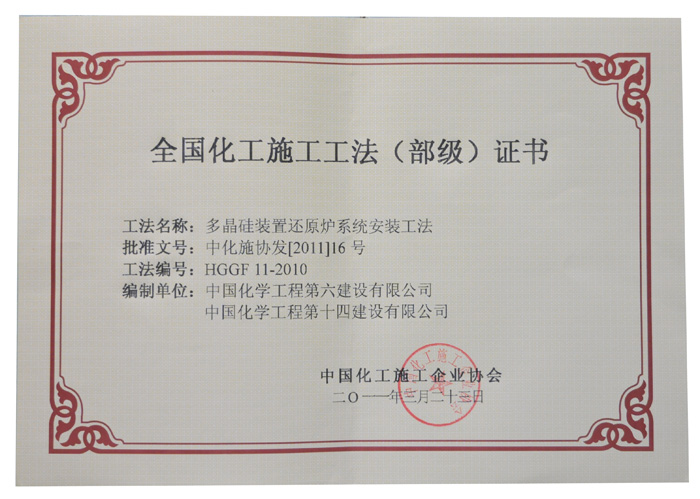 全国化工施工工法（部级）证书
工法名称：多晶硅装置还原炉系统安装工法
批准文号：中化施协发[2011]16 号
工法编号：HGGF 11-2010
编制单位：中国化学工程第六建设有限公司
中国化学工程第十四建设有限公司
中国化工施工企业协会
二〇一一年三月二十三日